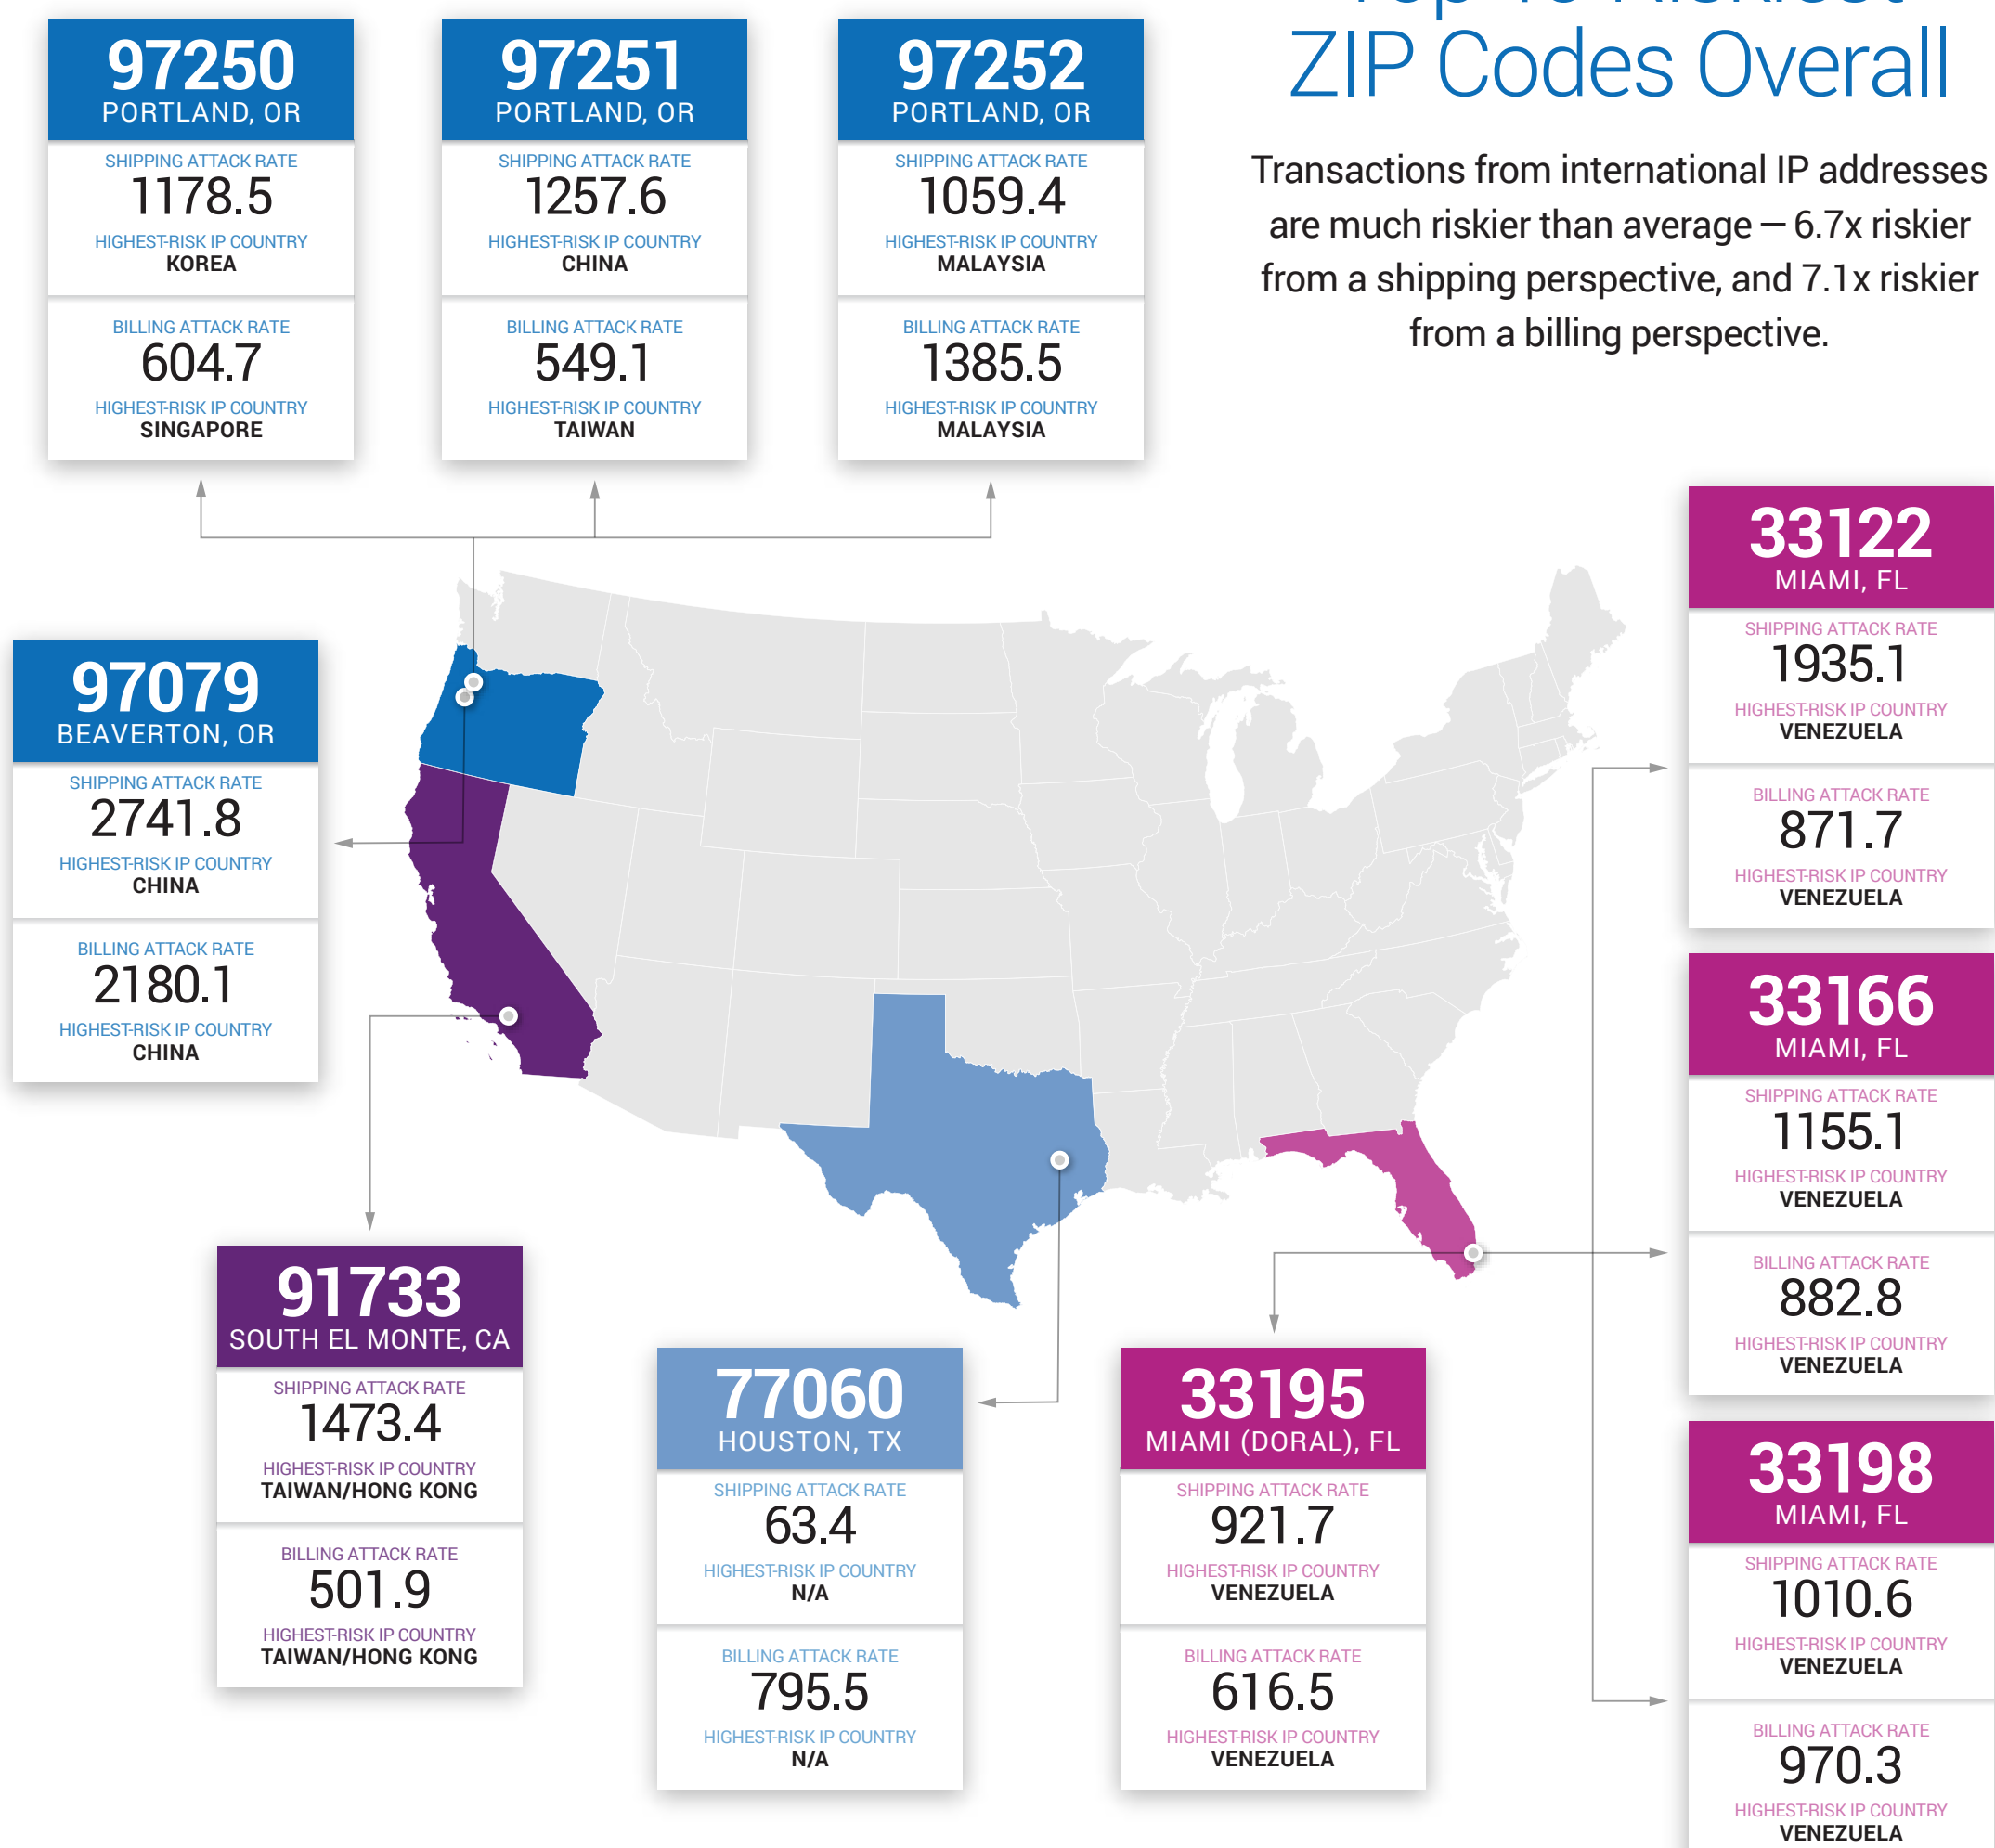 ZIP Codes Overall
Transactions from international IP addresses
are much riskier than average — 6.7x riskier
from a shipping perspective, and 7.1x riskier
from a billing perspective.
97250
PORTLAND, OR
SHIPPING ATTACK RATE
1178.5
HIGHEST-RISK IP COUNTRY
KOREA
BILLING ATTACK RATE
604.7
HIGHEST-RISK IP COUNTRY
SINGAPORE
97251
PORTLAND, OR
SHIPPING ATTACK RATE
1257.6
HIGHEST-RISK IP COUNTRY
CHINA
BILLING ATTACK RATE
549.1
HIGHEST-RISK IP COUNTRY
TAIWAN
97252
PORTLAND, OR
SHIPPING ATTACK RATE
1059.4
HIGHEST-RISK IP COUNTRY
MALAYSIA
BILLING ATTACK RATE
1385.5
HIGHEST-RISK IP COUNTRY
MALAYSIA
97079
BEAVERTON, OR
SHIPPING ATTACK RATE
2741.8
HIGHEST-RISK IP COUNTRY
CHINA
BILLING ATTACK RATE
2180.1
HIGHEST-RISK IP COUNTRY
CHINA
91733
SOUTH EL MONTE, CA
SHIPPING ATTACK RATE
1473.4
HIGHEST-RISK IP COUNTRY
TAIWAN/HONG KONG
BILLING ATTACK RATE
501.9
HIGHEST-RISK IP COUNTRY
TAIWAN/HONG KONG
77060
HOUSTON, TX
SHIPPING ATTACK RATE
63.4
HIGHEST-RISK IP COUNTRY
N/A
BILLING ATTACK RATE
795.5
HIGHEST-RISK IP COUNTRY
N/A
33195
MIAMI (DORAL), FL
SHIPPING ATTACK RATE
921.7
HIGHEST-RISK IP COUNTRY
VENEZUELA
BILLING ATTACK RATE
616.5
HIGHEST-RISK IP COUNTRY
VENEZUELA
33122
MIAMI, FL
SHIPPING ATTACK RATE
1935.1
HIGHEST-RISK IP COUNTRY
VENEZUELA
BILLING ATTACK RATE
871.7
HIGHEST-RISK IP COUNTRY
VENEZUELA
33166
MIAMI, FL
SHIPPING ATTACK RATE
1155.1
HIGHEST-RISK IP COUNTRY
VENEZUELA
BILLING ATTACK RATE
882.8
HIGHEST-RISK IP COUNTRY
VENEZUELA
33198
MIAMI, FL
SHIPPING ATTACK RATE
1010.6
HIGHEST-RISK IP COUNTRY
VENEZUELA
BILLING ATTACK RATE
970.3
HIGHEST-RISK IP COUNTRY
VENEZUELA